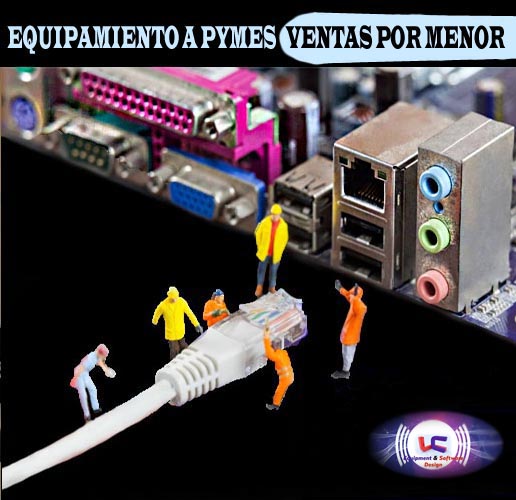 EQUIPAMIENTO A PYMES VENTAS POR MENOR
LC
Equipment & Software
Design